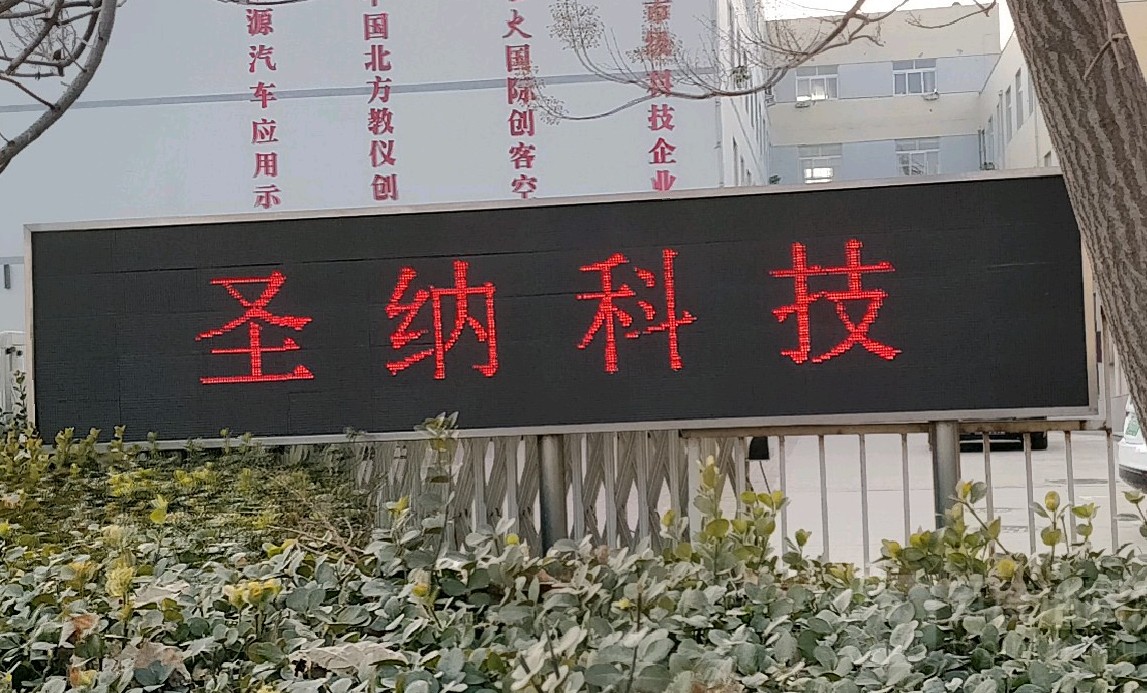 源汽车应用示
国北方教仪创
火国际创客空
科技企业
圣纳科技